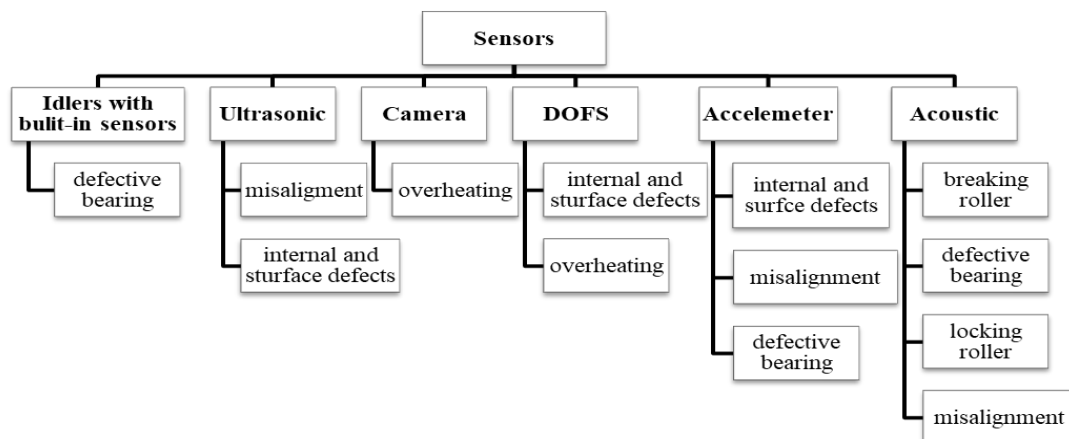 Sensors
Idlers with
bulit-in sensors
Ultrasonic
Camera
DOFS
Accelemeter
Acoustic
defective
bearing
misaligment
internal and
sturface defects
overheating
internal and
sturface defects
overheating
internal and
surfce defects
misalignment
defective
bearing
breaking
roller
defective
bearing
locking
roller
misalignment